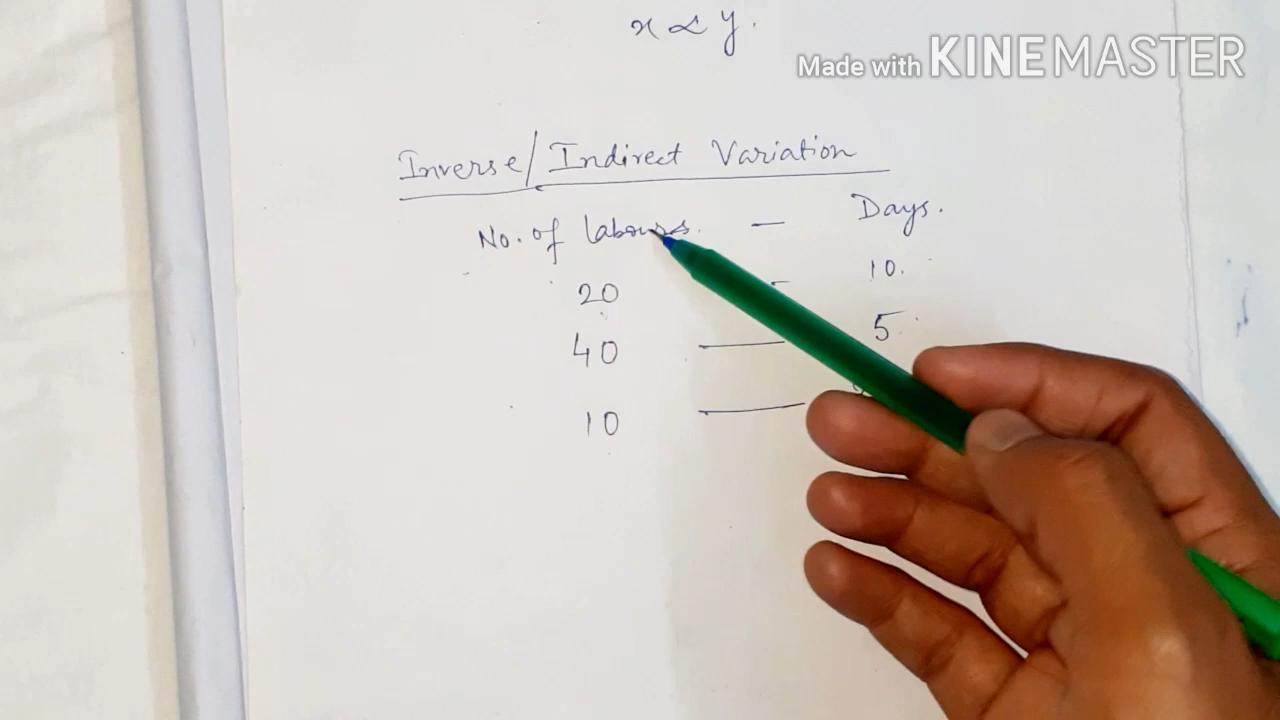 x ∝ y.
Made with KINEMASTER
Inverse/Indirect Variation
No. of labours. — Days.
20 - 10.
40 — 5
10 —